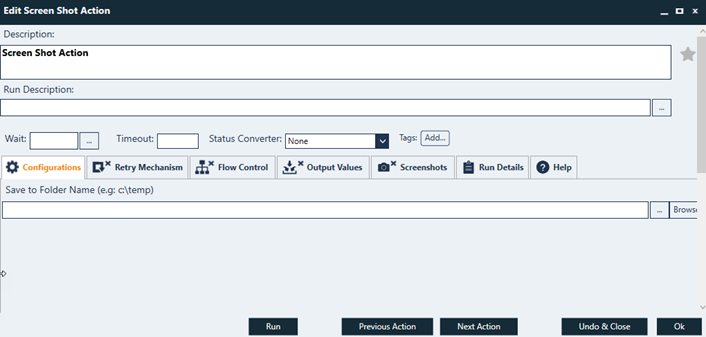 Edit Screen Shot Action
Description:
Screen Shot Action
Run Description:
...
Wait: ... Timeout: Status Converter: None Tags: Add...
Configurations Retry Mechanism Flow Control Output Values Screenshots Run Details Help
Save to Folder Name (e.g: c:\temp)
... Browse
Run Previous Action Next Action Undo & Close Ok